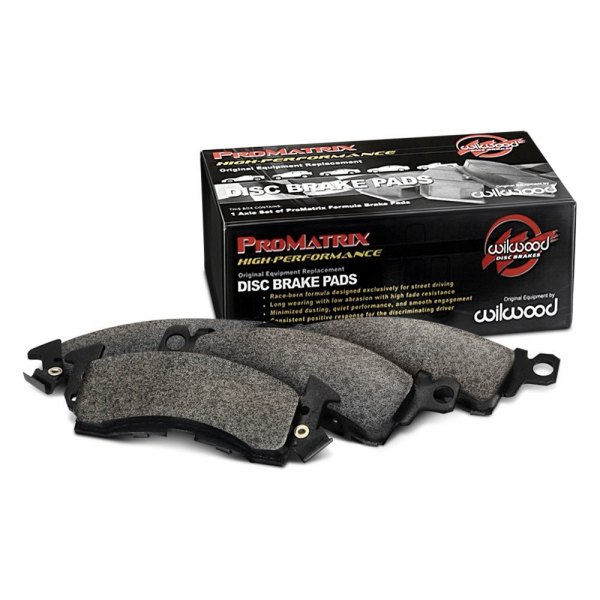 PROMATRIX
HIGH-PERFORMANCE
Original Equipment Replacement
DISC BRAKE PADS
THIS BOX CONTAINS:
1 Axle Set of ProMatrix Formula Brake Pads
wilwood
DISC BRAKES
wilwood
PROMATRIX
HIGH-PERFORMANCE
Original Equipment Replacement
DISC BRAKE PADS
• Race-born formula designed exclusively for street driving
• Long wearing with low abrasion with high fade resistance
• Minimized dusting, quiet performance, and smooth engagement
• Consistent positive response for the discriminating driver
wilwood
DISC BRAKES
Original Equipment by
wilwood